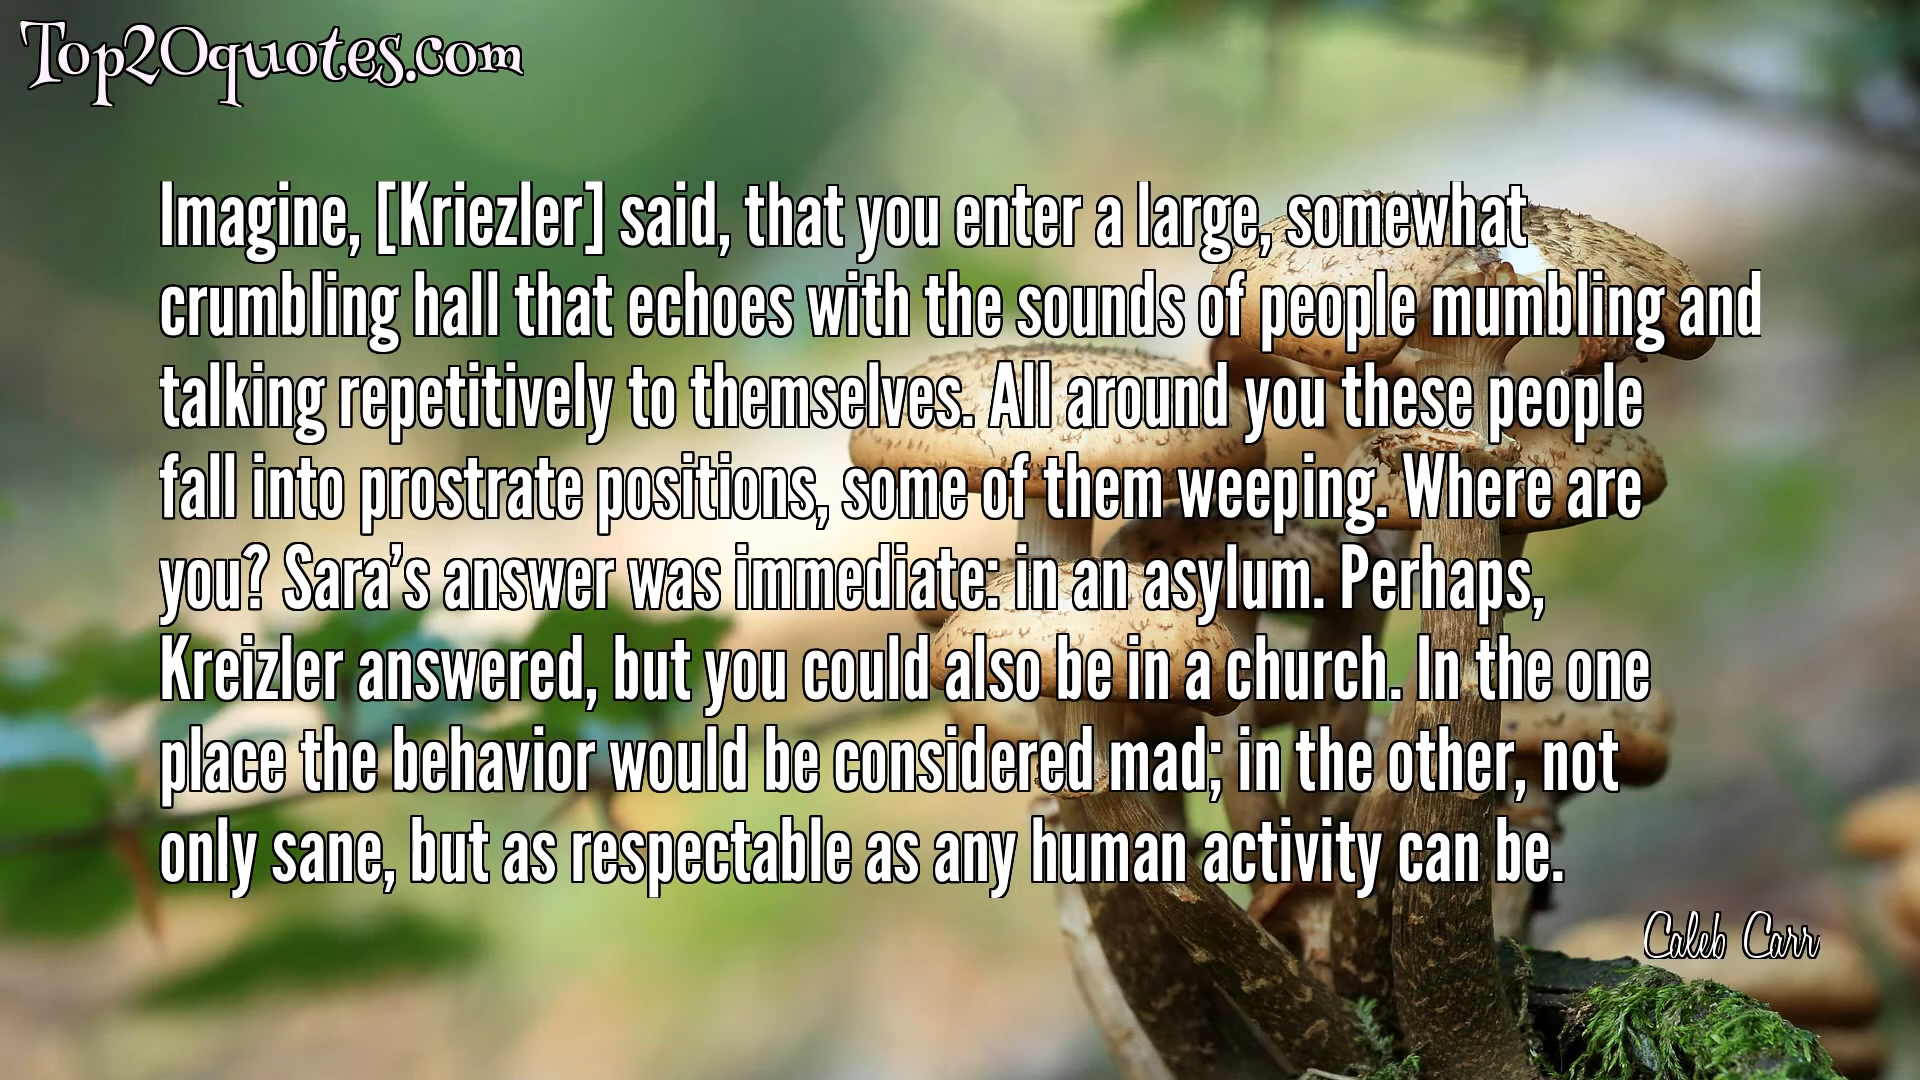 Top20quotes.com
Imagine, [Kriezler] said, that you enter a large, somewhat
crumbling hall that echoes with the sounds of people mumbling and
talking repetitively to themselves. All around you these people
fall into prostrate positions, some of them weeping. Where are
you? Sara’s answer was immediate: in an asylum. Perhaps,
Kreizler answered, but you could also be in a church. In the one
place the behavior would be considered mad; in the other, not
only sane, but as respectable as any human activity can be.
Caleb Carr